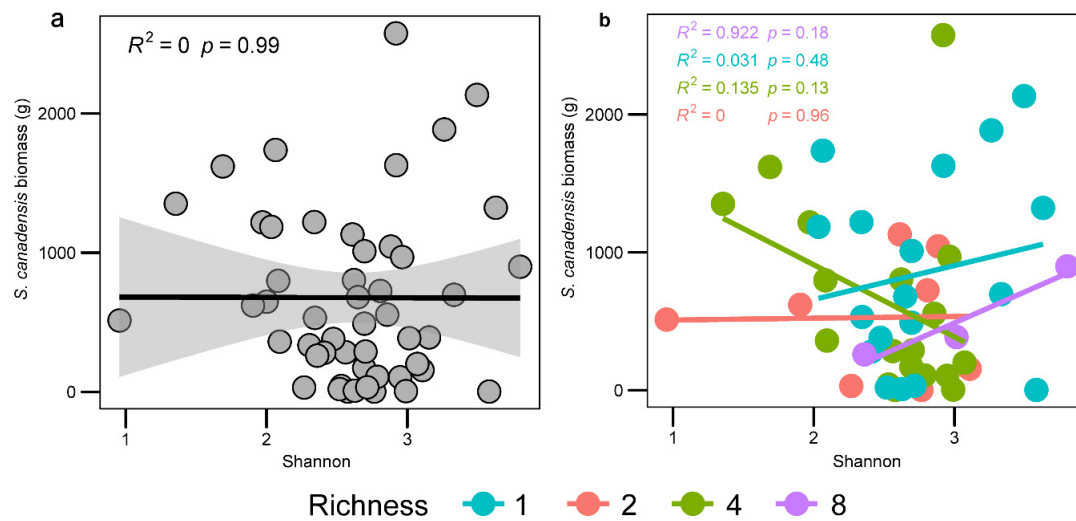 a
R² = 0 p = 0.99
S. canadensis biomass (g)
2000
1000
0
1
2
3
Shannon
b
R² = 0.922 p = 0.18
R² = 0.031 p = 0.48
R² = 0.135 p = 0.13
R² = 0 p = 0.96
S. canadensis biomass (g)
2000
1000
0
1
2
3
Shannon
Richness 1 2 4 8